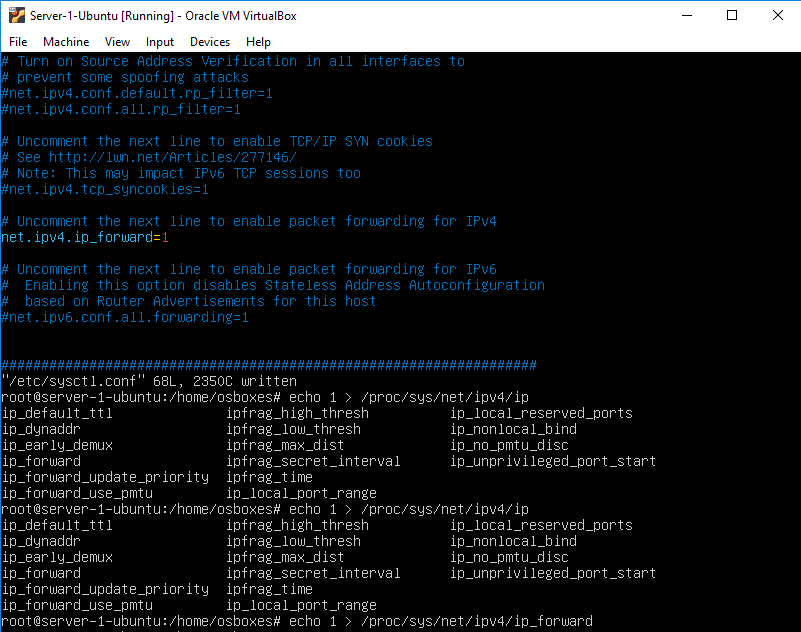 Server-1-Ubuntu [Running] - Oracle VM VirtualBox
File Machine View Input Devices Help
# Turn on Source Address Verification in all interfaces to
# prevent some spoofing attacks
#net.ipv4.conf.default.rp_filter=1
#net.ipv4.conf.all.rp_filter=1
# Uncomment the next line to enable TCP/IP SYN cookies
# See http://lwn.net/Articles/277146/
# Note: This may impact IPv6 TCP sessions too
#net.ipv4.tcp_syncookies=1
# Uncomment the next line to enable packet forwarding for IPv4
net.ipv4.ip_forward=1
# Uncomment the next line to enable packet forwarding for IPv6
#  Enabling this option disables Stateless Address Autoconfiguration
#  based on Router Advertisements for this host
#net.ipv6.conf.all.forwarding=1
###################################################################
"/etc/sysctl.conf" 68L, 2350C written
root@server-1-ubuntu:/home/osboxes# echo 1 > /proc/sys/net/ipv4/ip
ip_default_ttl ipfrag_high_thresh ip_local_reserved_ports
ip_dynaddr ipfrag_low_thresh ip_nonlocal_bind
ip_early_demux ipfrag_max_dist ip_no_pmtu_disc
ip_forward ipfrag_secret_interval ip_unprivileged_port_start
ip_forward_update_priority ipfrag_time
ip_forward_use_pmtu ip_local_port_range
root@server-1-ubuntu:/home/osboxes# echo 1 > /proc/sys/net/ipv4/ip
ip_default_ttl ipfrag_high_thresh ip_local_reserved_ports
ip_dynaddr ipfrag_low_thresh ip_nonlocal_bind
ip_early_demux ipfrag_max_dist ip_no_pmtu_disc
ip_forward ipfrag_secret_interval ip_unprivileged_port_start
ip_forward_update_priority ipfrag_time
ip_forward_use_pmtu ip_local_port_range
root@server-1-ubuntu:/home/osboxes# echo 1 > /proc/sys/net/ipv4/ip_forward